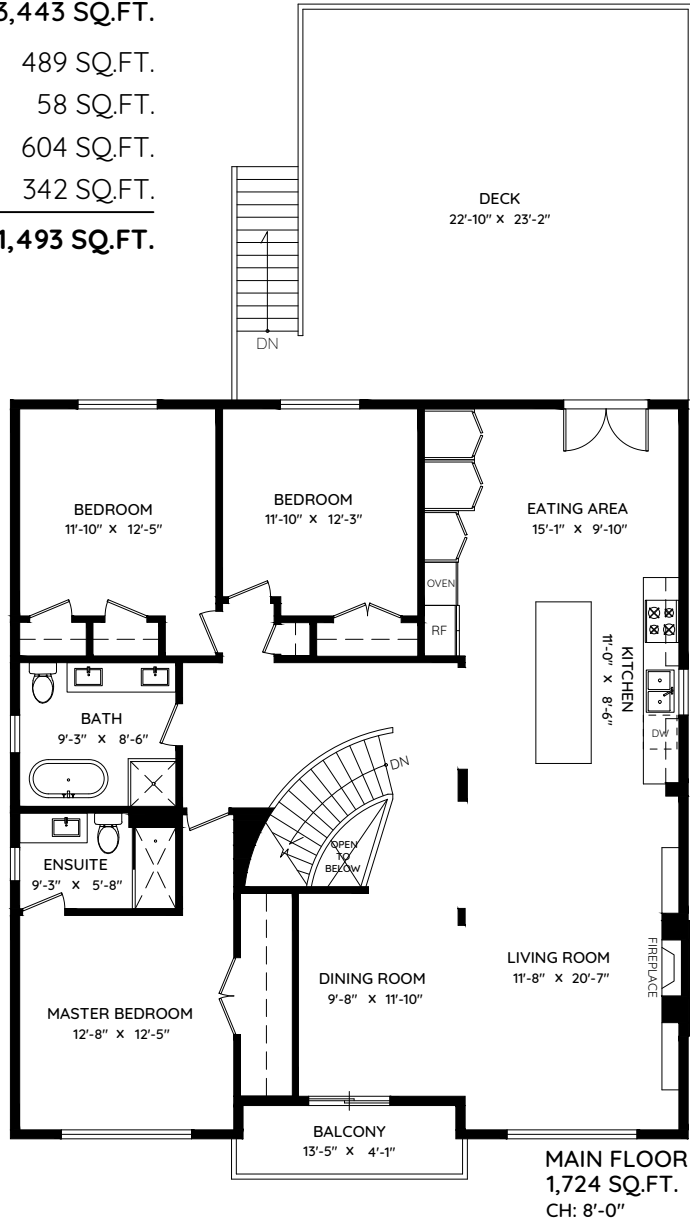 3,443 SQ.FT.
489 SQ.FT.
58 SQ.FT.
604 SQ.FT.
342 SQ.FT.
1,493 SQ.FT.
DECK
22'-10" X 23'-2"
DN
BEDROOM
11'-10" X 12'-5"
BEDROOM
11'-10" X 12'-3"
EATING AREA
15'-1" X 9'-10"
OVEN
RF
KITCHEN
11'-0" X 8'-6"
DW
BATH
9'-3" X 8'-6"
DN
OPEN
TO
BELOW
ENSUITE
9'-3" X 5'-8"
LIVING ROOM
11'-8" X 20'-7"
FIREPLACE
DINING ROOM
9'-8" X 11'-10"
MASTER BEDROOM
12'-8" X 12'-5"
BALCONY
13'-5" X 4'-1"
MAIN FLOOR
1,724 SQ.FT.
CH: 8'-0"